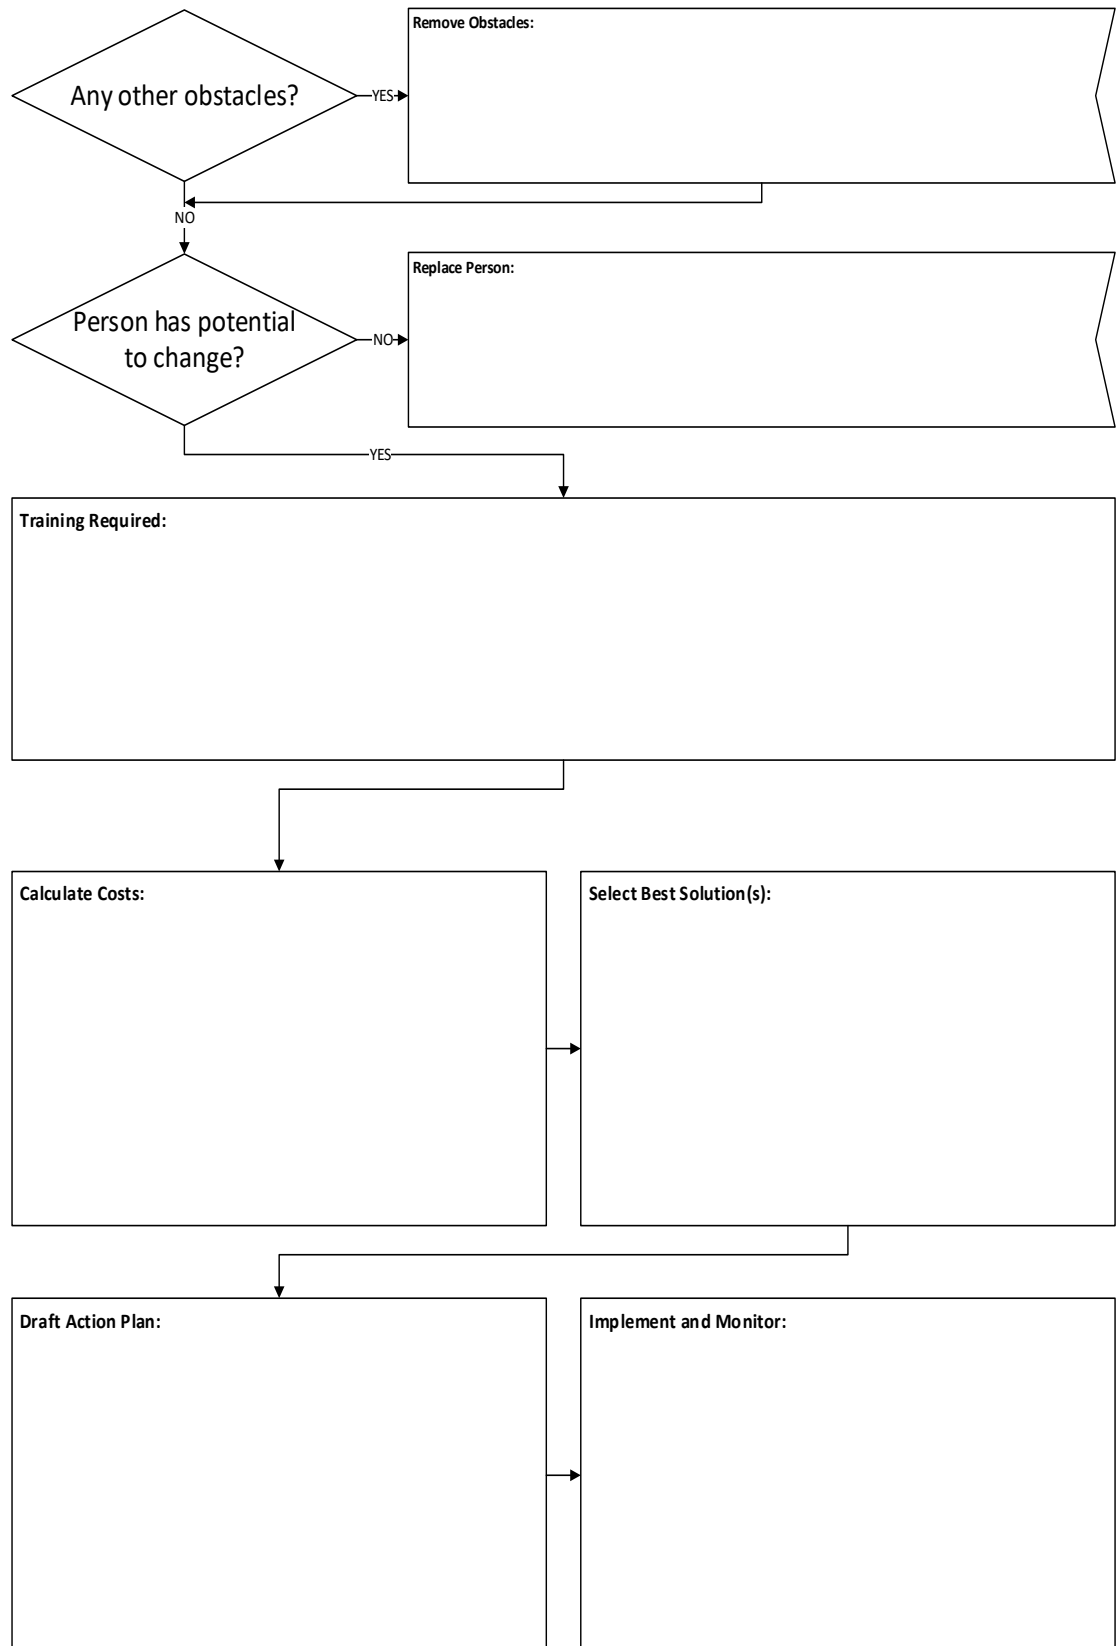 Remove Obstacles:
Any other obstacles?
YES
NO
Replace Person:
Person has potential
to change?
NO
YES
Training Required:
Calculate Costs:
Select Best Solution(s):
Draft Action Plan:
Implement and Monitor: